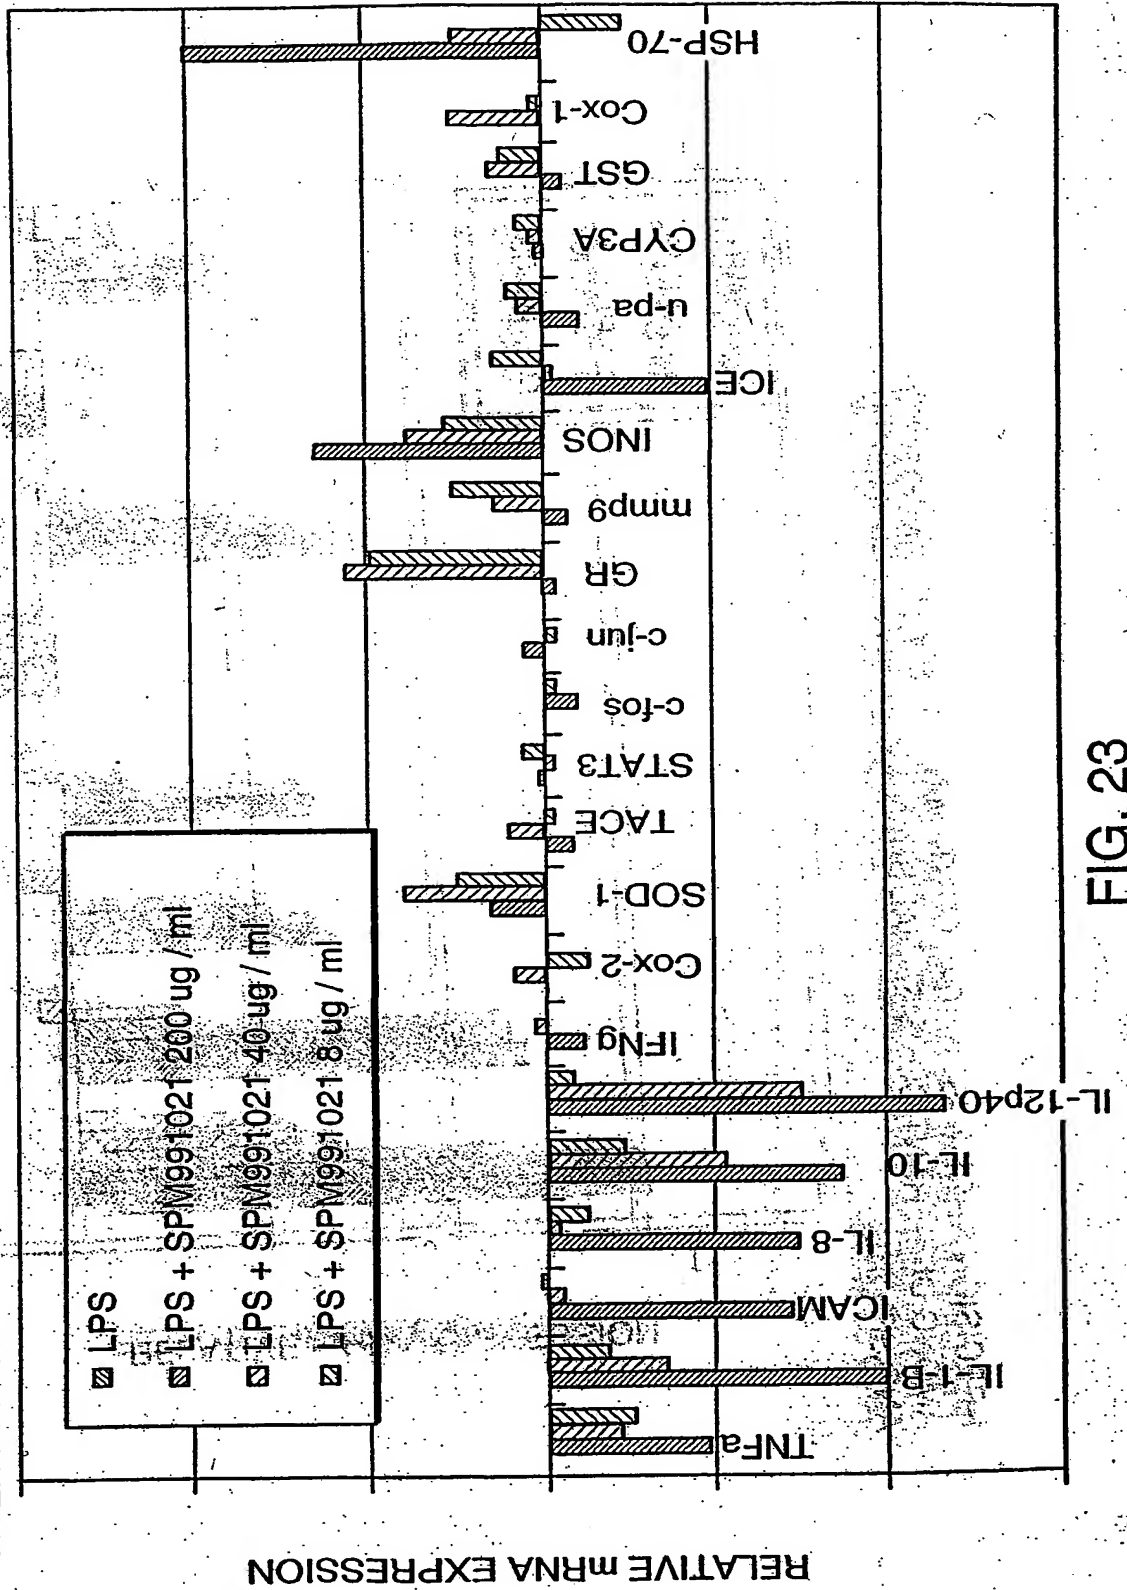 RELATIVE mRNA EXPRESSION
LPS
LPS + SPM991021 200 ug / ml
LPS + SPM991021 40 ug / ml
LPS + SPM991021 8 ug / ml
TNFa
IL-1-B
ICAM
IL-8
IL-10
IL-12p40
IFNg
Cox-2
SOD-1
TACE
STAT3
c-fos
c-jun
GR
mmp9
INOS
ICE
u-pa
CYP3A
GST
Cox-1
HSP-70
FIG. 23